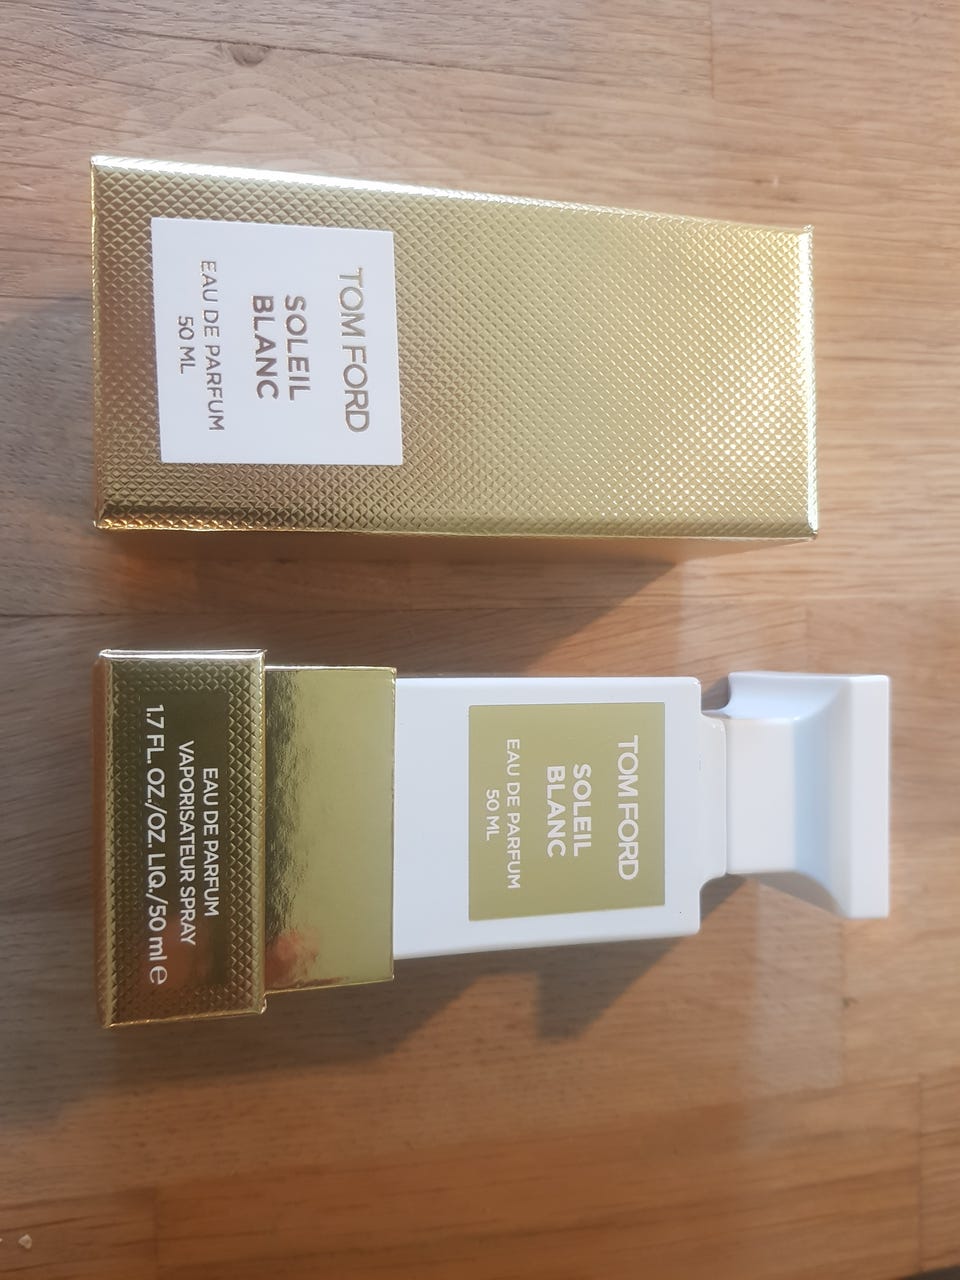 TOM FORD
SOLEIL
BLANC
EAU DE PARFUM
50 ML
TOM FORD
SOLEIL
BLANC
EAU DE PARFUM
50 ML
EAU DE PARFUM
VAPORISATEUR SPRAY
1.7 FL. OZ./OZ. LIQ./50 ml ℮